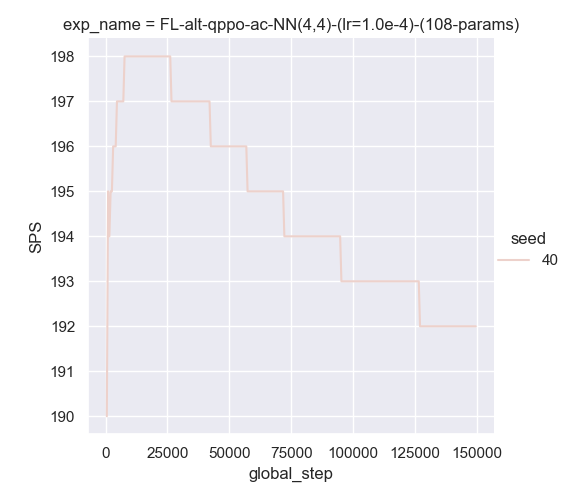 exp_name = FL-alt-qppo-ac-NN(4,4)-(lr=1.0e-4)-(108-params)
198
197
196
195
194
193
192
191
190
SPS
0 25000 50000 75000 100000 125000 150000
global_step
seed
40